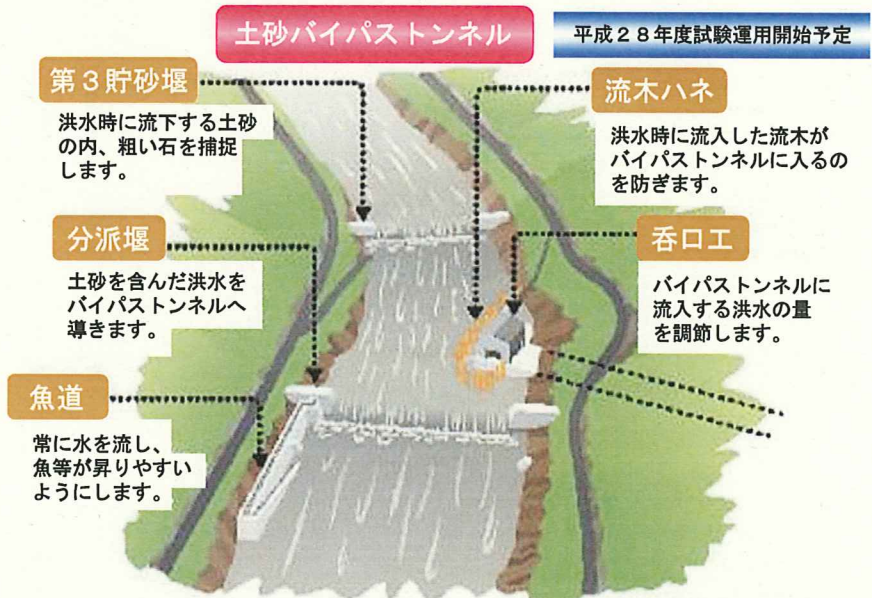 土砂バイパストンネル
平成２８年度試験運用開始予定
第３貯砂堰
洪水時に流下する土砂
の内、粗い石を捕捉
します。
流木ハネ
洪水時に流入した流木が
バイパストンネルに入るの
を防ぎます。
分派堰
土砂を含んだ洪水を
バイパストンネルへ
導きます。
呑口工
バイパストンネルに
流入する洪水の量
を調節します。
魚道
常に水を流し、
魚等が昇りやすい
ようにします。